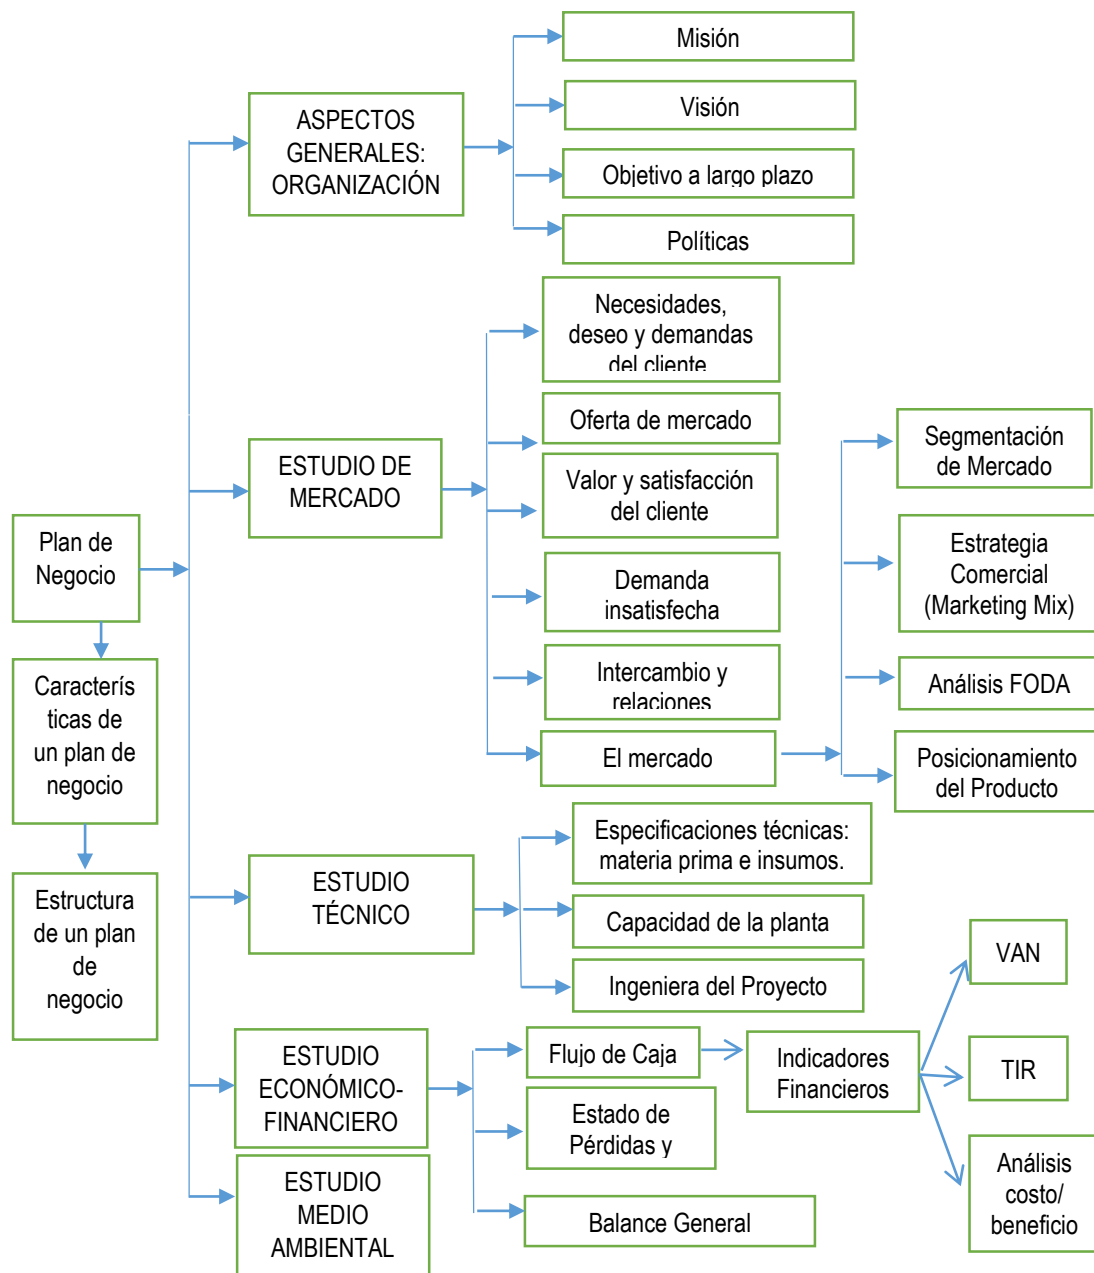 Plan de
Negocio
Caracterís
ticas de
un plan de
negocio
Estructura
de un plan
de
negocio
ASPECTOS
GENERALES:
ORGANIZACIÓN
Misión
Visión
Objetivo a largo plazo
Políticas
ESTUDIO DE
MERCADO
Necesidades,
deseo y demandas
del cliente
Oferta de mercado
Valor y satisfacción
del cliente
Demanda
insatisfecha
Intercambio y
relaciones
El mercado
Segmentación
de Mercado
Estrategia
Comercial
(Marketing Mix)
Análisis FODA
Posicionamiento
del Producto
ESTUDIO
TÉCNICO
Especificaciones técnicas:
materia prima e insumos.
Capacidad de la planta
Ingeniera del Proyecto
ESTUDIO
ECONÓMICO-
FINANCIERO
Flujo de Caja
Estado de
Pérdidas y
Balance General
Indicadores
Financieros
VAN
TIR
Análisis
costo/
beneficio
ESTUDIO
MEDIO
AMBIENTAL